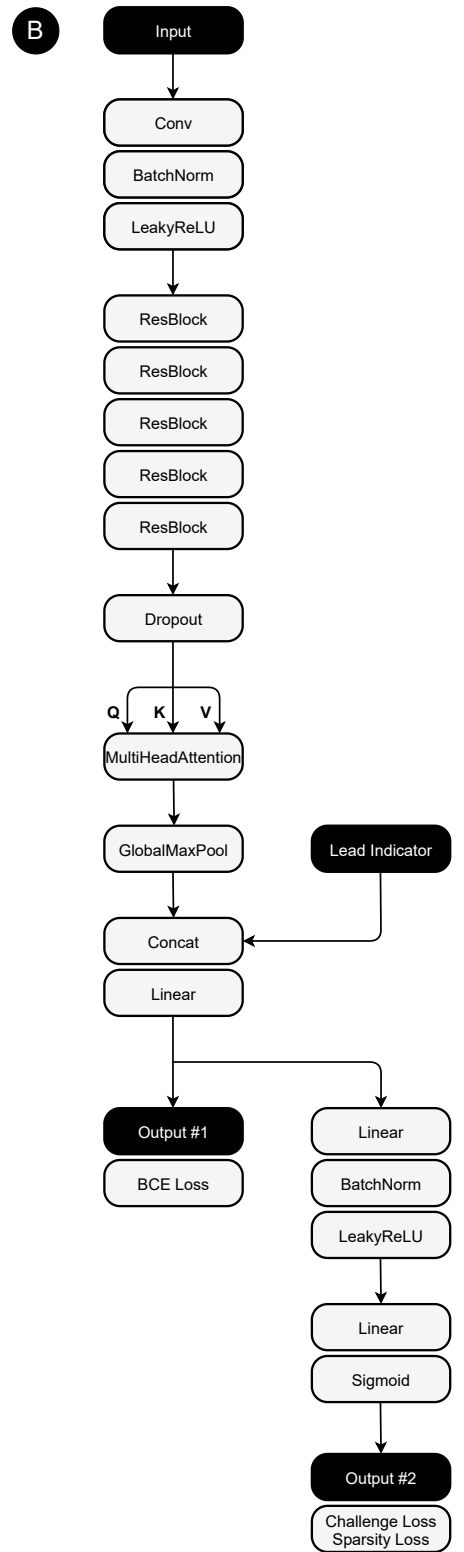 B
Input
Conv
BatchNorm
LeakyReLU
ResBlock
ResBlock
ResBlock
ResBlock
ResBlock
Dropout
Q K V
MultiHeadAttention
GlobalMaxPool
Lead Indicator
Concat
Linear
Output #1
BCE Loss
Linear
BatchNorm
LeakyReLU
Linear
Sigmoid
Output #2
Challenge Loss
Sparsity Loss